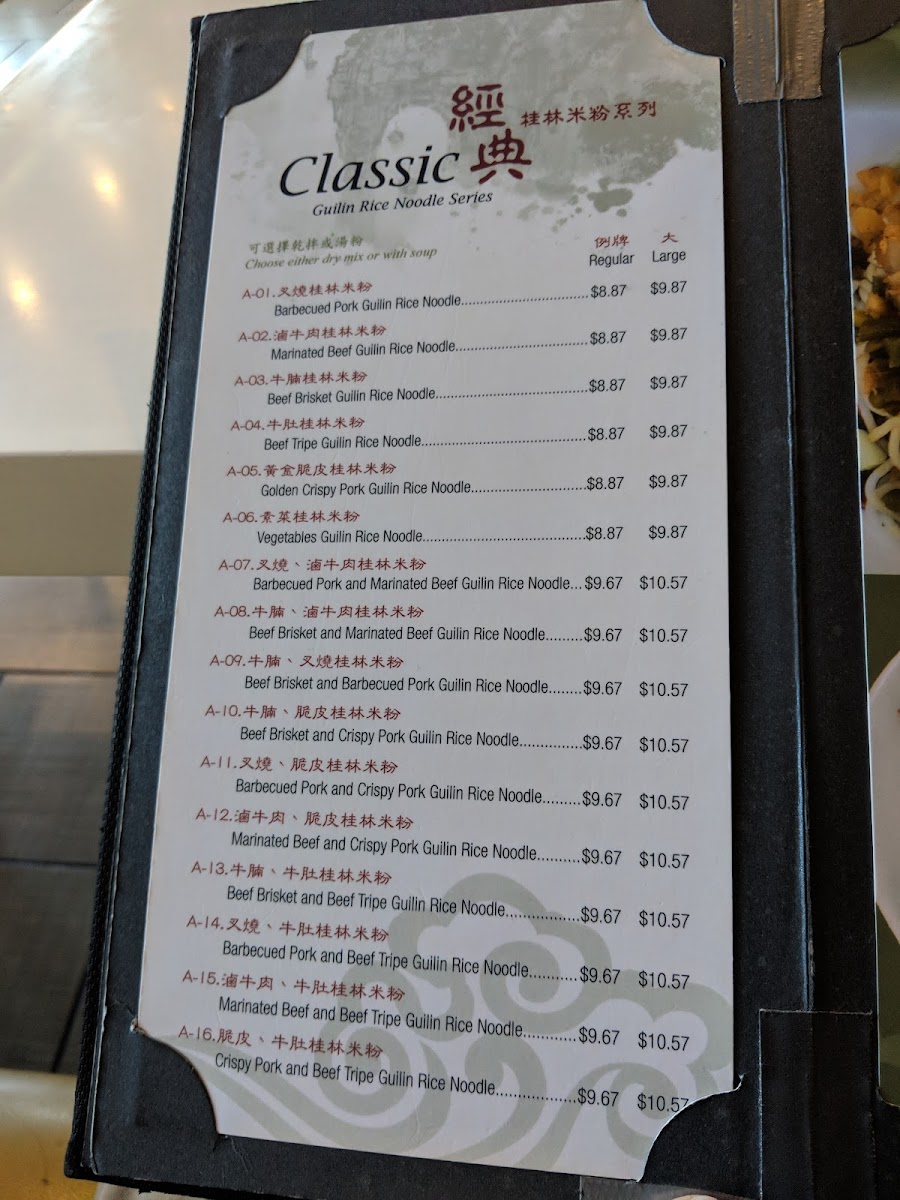 經典 桂林米粉系列
Classic
Guilin Rice Noodle Series
可選擇乾拌或湯粉 例牌 大
Choose either dry mix or with soup Regular Large
A-01.叉燒桂林米粉
Barbecued Pork Guilin Rice Noodle..............................$8.87 $9.87
A-02.滷牛肉桂林米粉
Marinated Beef Guilin Rice Noodle...............................$8.87 $9.87
A-03.牛腩桂林米粉
Beef Brisket Guilin Rice Noodle....................................$8.87 $9.87
A-04.牛肚桂林米粉
Beef Tripe Guilin Rice Noodle.......................................$8.87 $9.87
A-05.黃金脆皮桂林米粉
Golden Crispy Pork Guilin Rice Noodle...........................$8.87 $9.87
A-06.素菜桂林米粉
Vegetables Guilin Rice Noodle......................................$8.87 $9.87
A-07.叉燒、滷牛肉桂林米粉
Barbecued Pork and Marinated Beef Guilin Rice Noodle...$9.67 $10.57
A-08.牛腩、滷牛肉桂林米粉
Beef Brisket and Marinated Beef Guilin Rice Noodle.........$9.67 $10.57
A-09.牛腩、叉燒桂林米粉
Beef Brisket and Barbecued Pork Guilin Rice Noodle........$9.67 $10.57
A-10.牛腩、脆皮桂林米粉
Beef Brisket and Crispy Pork Guilin Rice Noodle...............$9.67 $10.57
A-11.叉燒、脆皮桂林米粉
Barbecued Pork and Crispy Pork Guilin Rice Noodle.........$9.67 $10.57
A-12.滷牛肉、脆皮桂林米粉
Marinated Beef and Crispy Pork Guilin Rice Noodle..........$9.67 $10.57
A-13.牛腩、牛肚桂林米粉
Beef Brisket and Beef Tripe Guilin Rice Noodle.................$9.67 $10.57
A-14.叉燒、牛肚桂林米粉
Barbecued Pork and Beef Tripe Guilin Rice Noodle...........$9.67 $10.57
A-15.滷牛肉、牛肚桂林米粉
Marinated Beef and Beef Tripe Guilin Rice Noodle............$9.67 $10.57
A-16.脆皮、牛肚桂林米粉
Crispy Pork and Beef Tripe Guilin Rice Noodle..................$9.67 $10.57